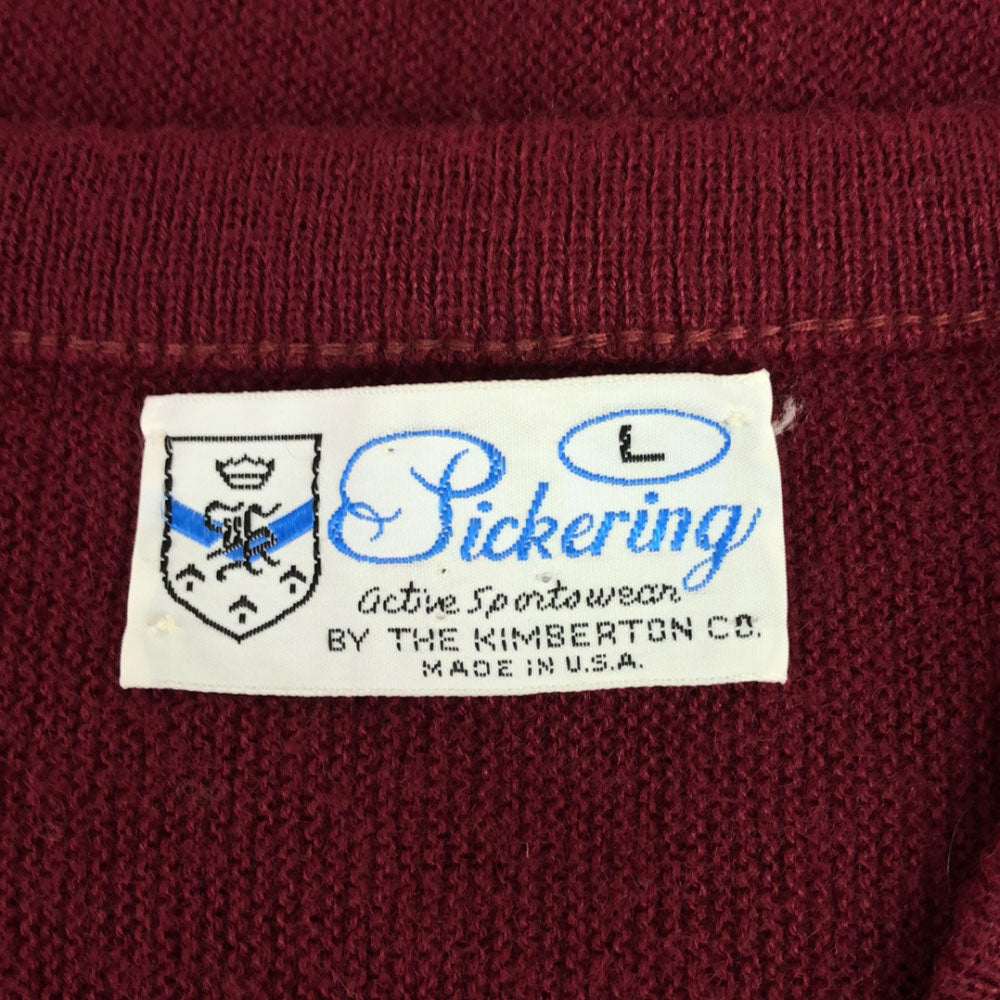 L
Pickering
active Sportswear
BY THE KIMBERTON CO.
MADE IN U.S.A.